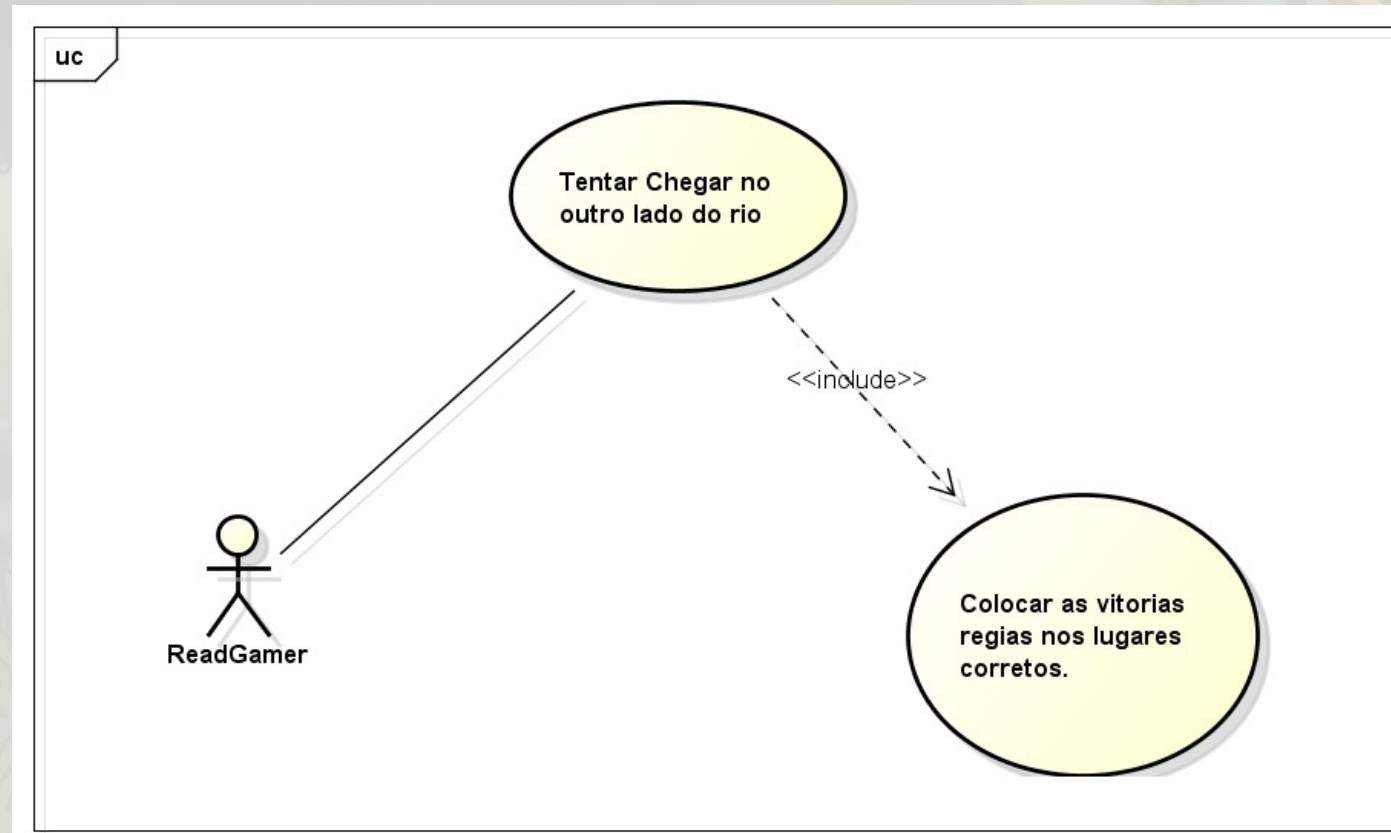 uc
Tentar Chegar no
outro lado do rio
<<include>>
Colocar as vitorias
regias nos lugares
corretos.
ReadGamer